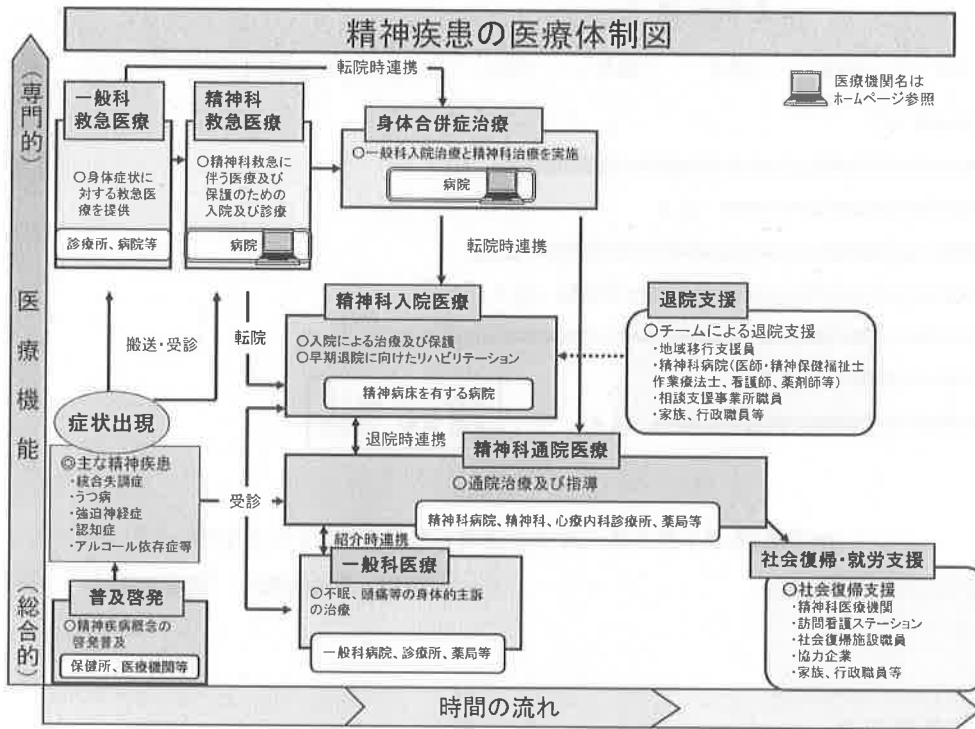 精神疾患の医療体制図
(専門的)
医療機能
(総合的)
転院時連携
医療機関名は
ホームページ参照
一般科
救急医療
○身体症状に
対する救急医
療を提供
診療所、病院等
精神科
救急医療
○精神科救急に
伴う医療及び
保護のための
入院及び診療
病院
身体合併症治療
○一般科入院治療と精神科治療を実施
病院
転院時連携
搬送・受診
転院
精神科入院医療
○入院による治療及び保護
○早期退院に向けたリハビリテーション
精神病床を有する病院
退院支援
○チームによる退院支援
・地域移行支援員
・精神科病院(医師・精神保健福祉士
作業療法士、看護師、薬剤師等)
・相談支援事業所職員
・家族、行政職員等
症状出現
◎主な精神疾患
・統合失調症
・うつ病
・強迫神経症
・認知症
・アルコール依存症等
退院時連携
受診
精神科通院医療
○通院治療及び指導
精神科病院、精神科、心療内科診療所、薬局等
紹介時連携
一般科医療
○不眠、頭痛等の身体的主訴
の治療
一般科病院、診療所、薬局等
普及啓発
○精神疾病概念の
啓発普及
保健所、医療機関等
社会復帰・就労支援
○社会復帰支援
・精神科医療機関
・訪問看護ステーション
・社会復帰施設職員
・協力企業
・家族、行政職員等
時間の流れ